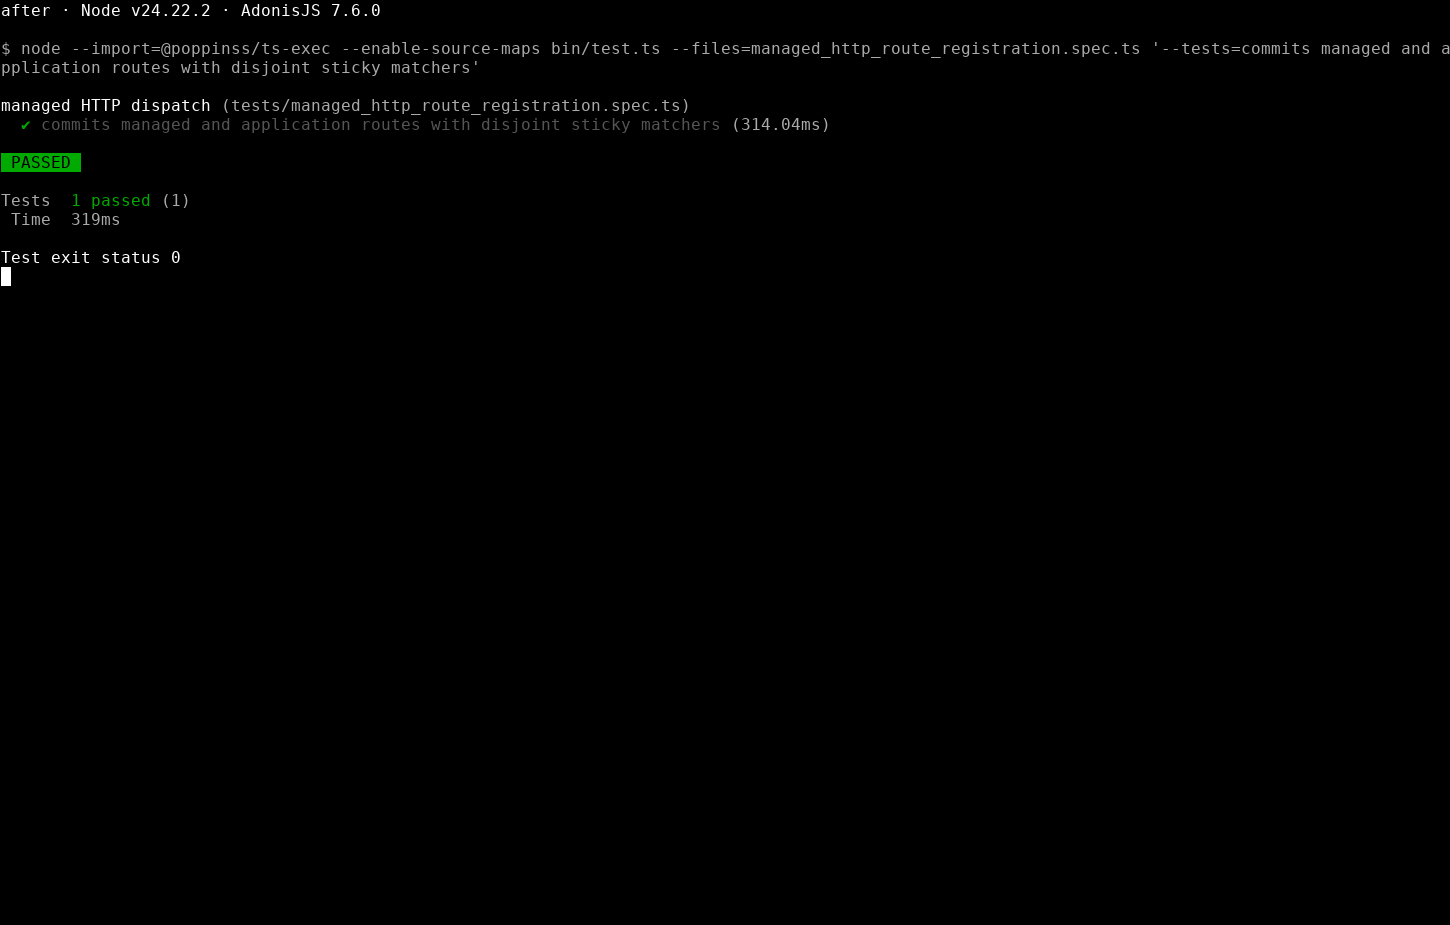 after · Node v24.22.2 · AdonisJS 7.6.0
$ node --import=@poppinss/ts-exec --enable-source-maps bin/test.ts --files=managed_http_route_registration.spec.ts '--tests=commits managed and a
pplication routes with disjoint sticky matchers'
managed HTTP dispatch (tests/managed_http_route_registration.spec.ts)
✔ commits managed and application routes with disjoint sticky matchers (314.04ms)
PASSED
Tests  1 passed (1)
Time  319ms
Test exit status 0